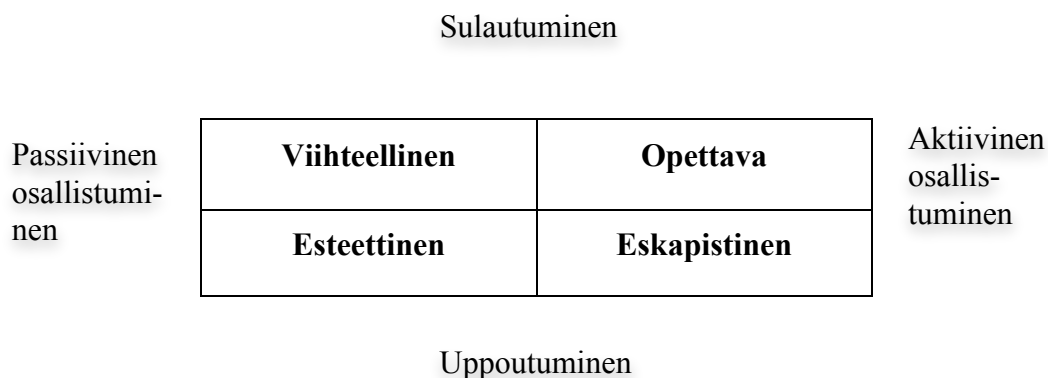 Sulautuminen
Passiivinen
osallistumi-
nen
Viihteellinen
Opettava
Aktiivinen
osallis-
tuminen
Esteettinen
Eskapistinen
Uppoutuminen